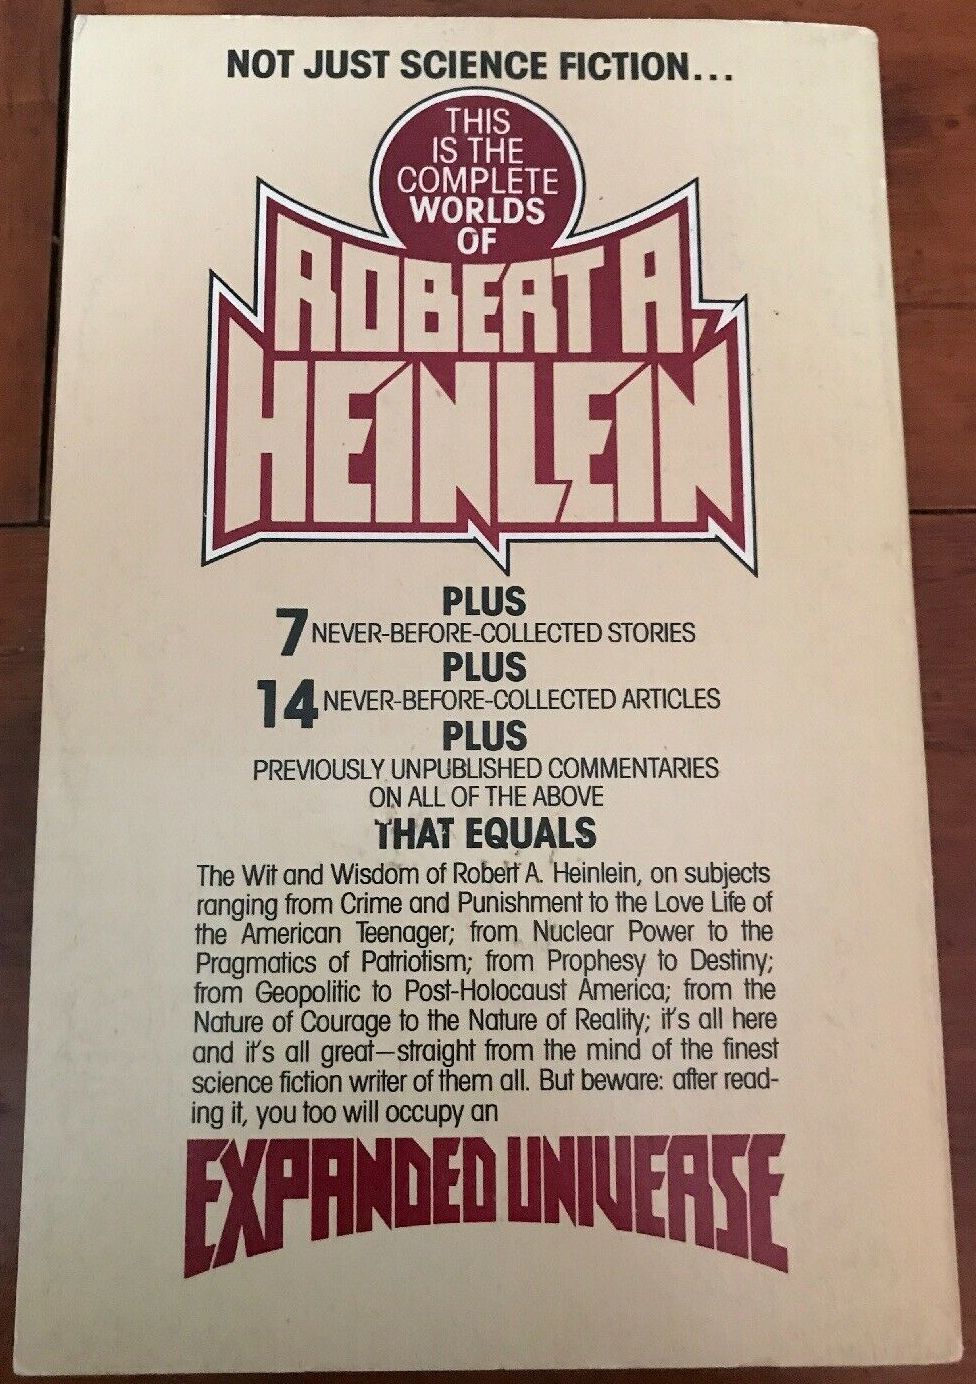 NOT JUST SCIENCE FICTION...
THIS
IS THE
COMPLETE
WORLDS
OF
ROBERT A.
HEINLEIN
PLUS
7 NEVER-BEFORE-COLLECTED STORIES
PLUS
14 NEVER-BEFORE-COLLECTED ARTICLES
PLUS
PREVIOUSLY UNPUBLISHED COMMENTARIES
ON ALL OF THE ABOVE
THAT EQUALS
The Wit and Wisdom of Robert A. Heinlein, on subjects
ranging from Crime and Punishment to the Love Life of
the American Teenager; from Nuclear Power to the
Pragmatics of Patriotism; from Prophesy to Destiny;
from Geopolitic to Post-Holocaust America; from the
Nature of Courage to the Nature of Reality; it's all here
and it's all great—straight from the mind of the finest
science fiction writer of them all. But beware: after read-
ing it, you too will occupy an
EXPANDED UNIVERSE